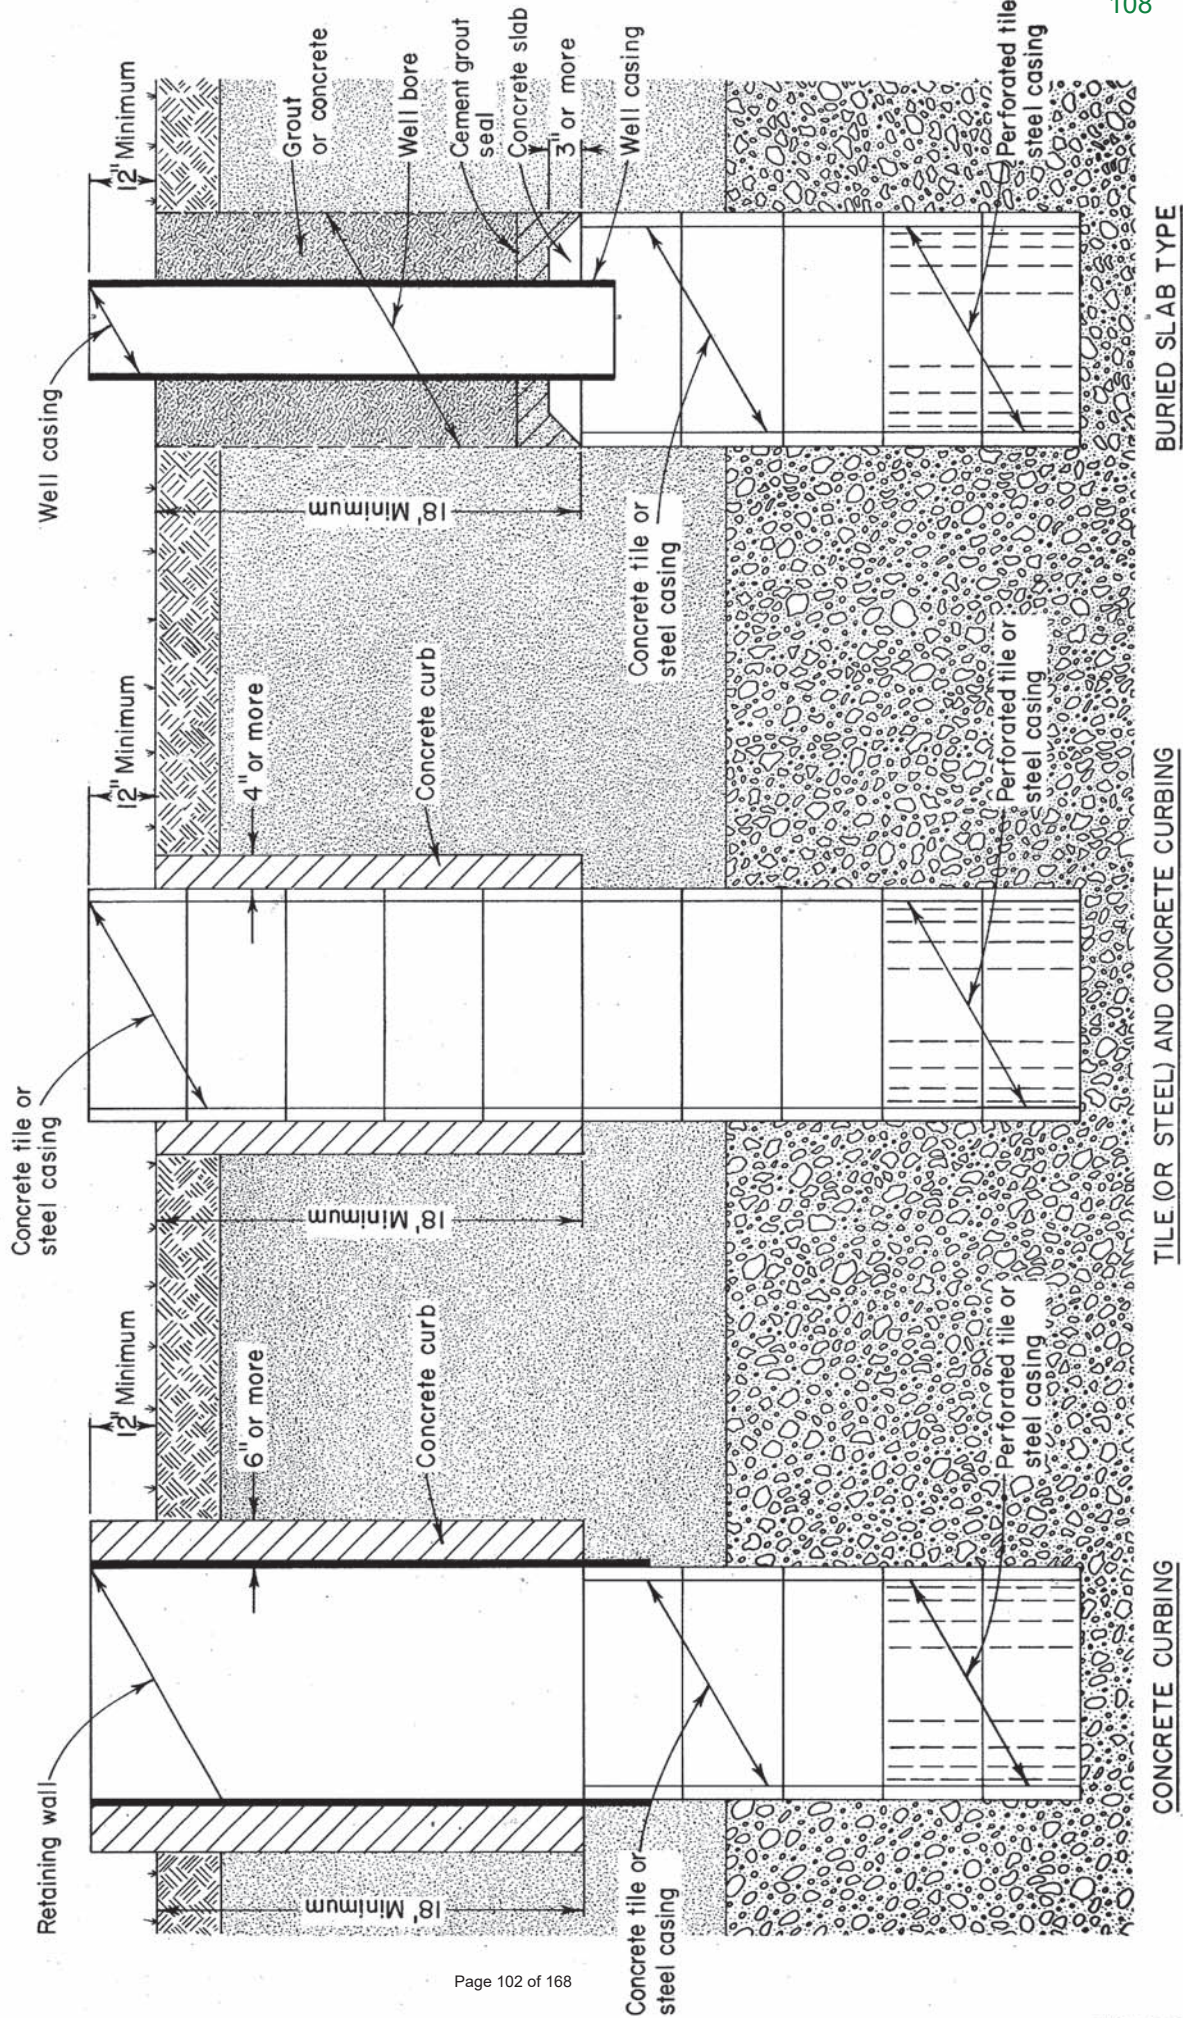 Retaining wall
12" Minimum
6" or more
Concrete curb
18' Minimum
Concrete tile or
steel casing
Perforated tile or
steel casing
CONCRETE CURBING
Concrete tile or
steel casing
12" Minimum
4" or more
Concrete curb
18' Minimum
Perforated tile or
steel casing
TILE (OR STEEL) AND CONCRETE CURBING
Well casing
12" Minimum
Grout
or concrete
Well bore
Cement grout
seal
Concrete slab
3" or more
Well casing
18' Minimum
Concrete tile or
steel casing
Perforated tile
steel casing
BURIED SLAB TYPE
Page 102 of 168
108